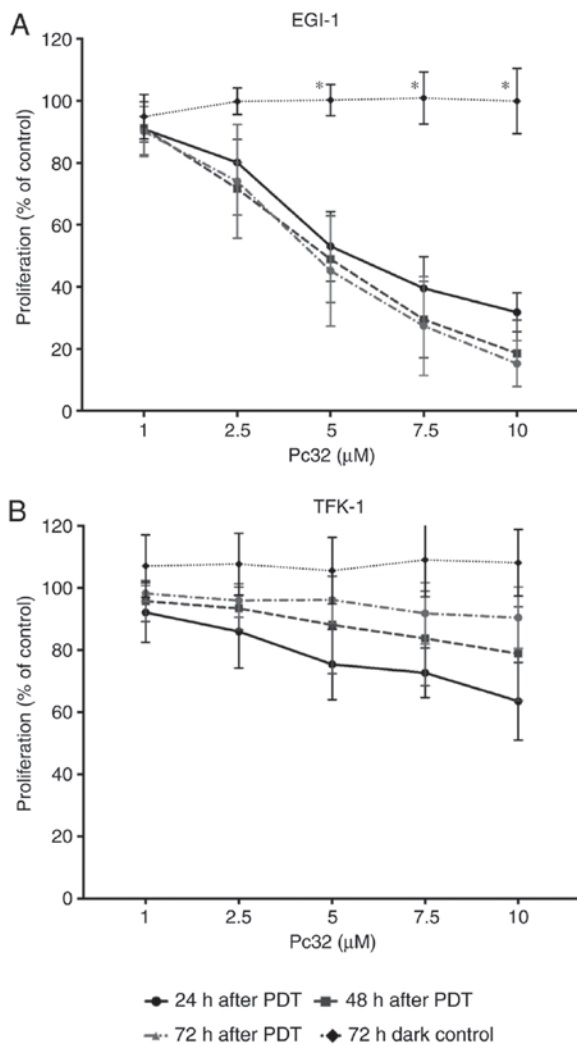 A
EGI-1
120
100
80
60
40
20
0
Proliferation (% of control)
* * *
1 2.5 5 7.5 10
Pc32 (μM)
B
TFK-1
120
100
80
60
40
20
0
Proliferation (% of control)
1 2.5 5 7.5 10
Pc32 (μM)
24 h after PDT 48 h after PDT
72 h after PDT 72 h dark control